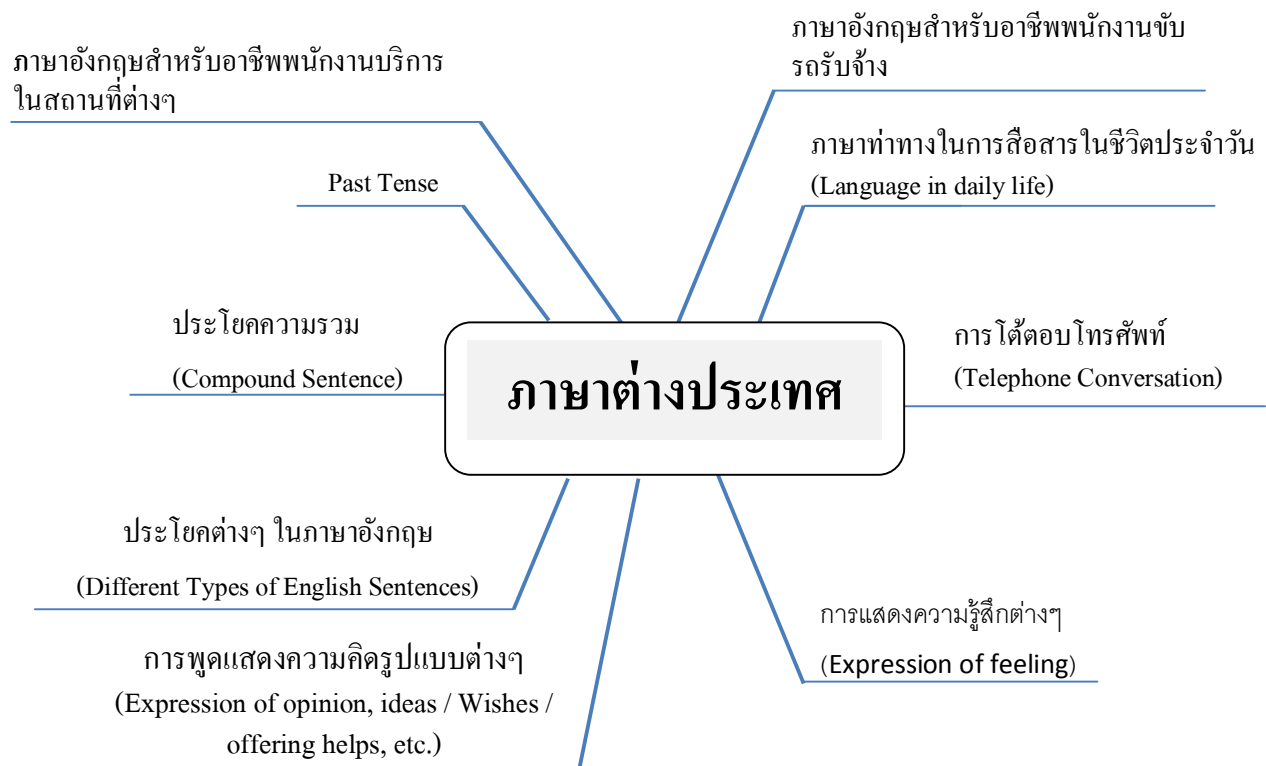 ภาษาอังกฤษสำหรับอาชีพพนักงานบริการ
ในสถานที่ต่างๆ
ภาษาอังกฤษสำหรับอาชีพพนักงานขับ
รถรับจ้าง
ภาษาท่าทางในการสื่อสารในชีวิตประจำวัน
(Language in daily life)
Past Tense
ประโยคความรวม
(Compound Sentence)
ภาษาต่างประเทศ
การโต้ตอบโทรศัพท์
(Telephone Conversation)
ประโยคต่างๆ ในภาษาอังกฤษ
(Different Types of English Sentences)
การแสดงความรู้สึกต่างๆ
(Expression of feeling)
การพูดแสดงความคิดรูปแบบต่างๆ
(Expression of opinion, ideas / Wishes /
offering helps, etc.)